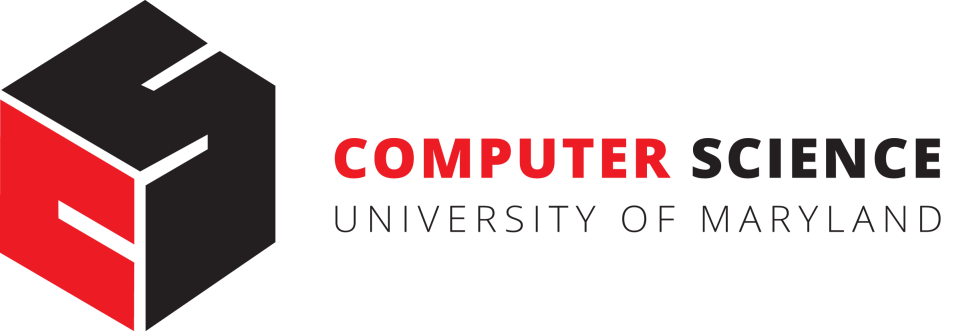 COMPUTER SCIENCE
UNIVERSITY OF MARYLAND